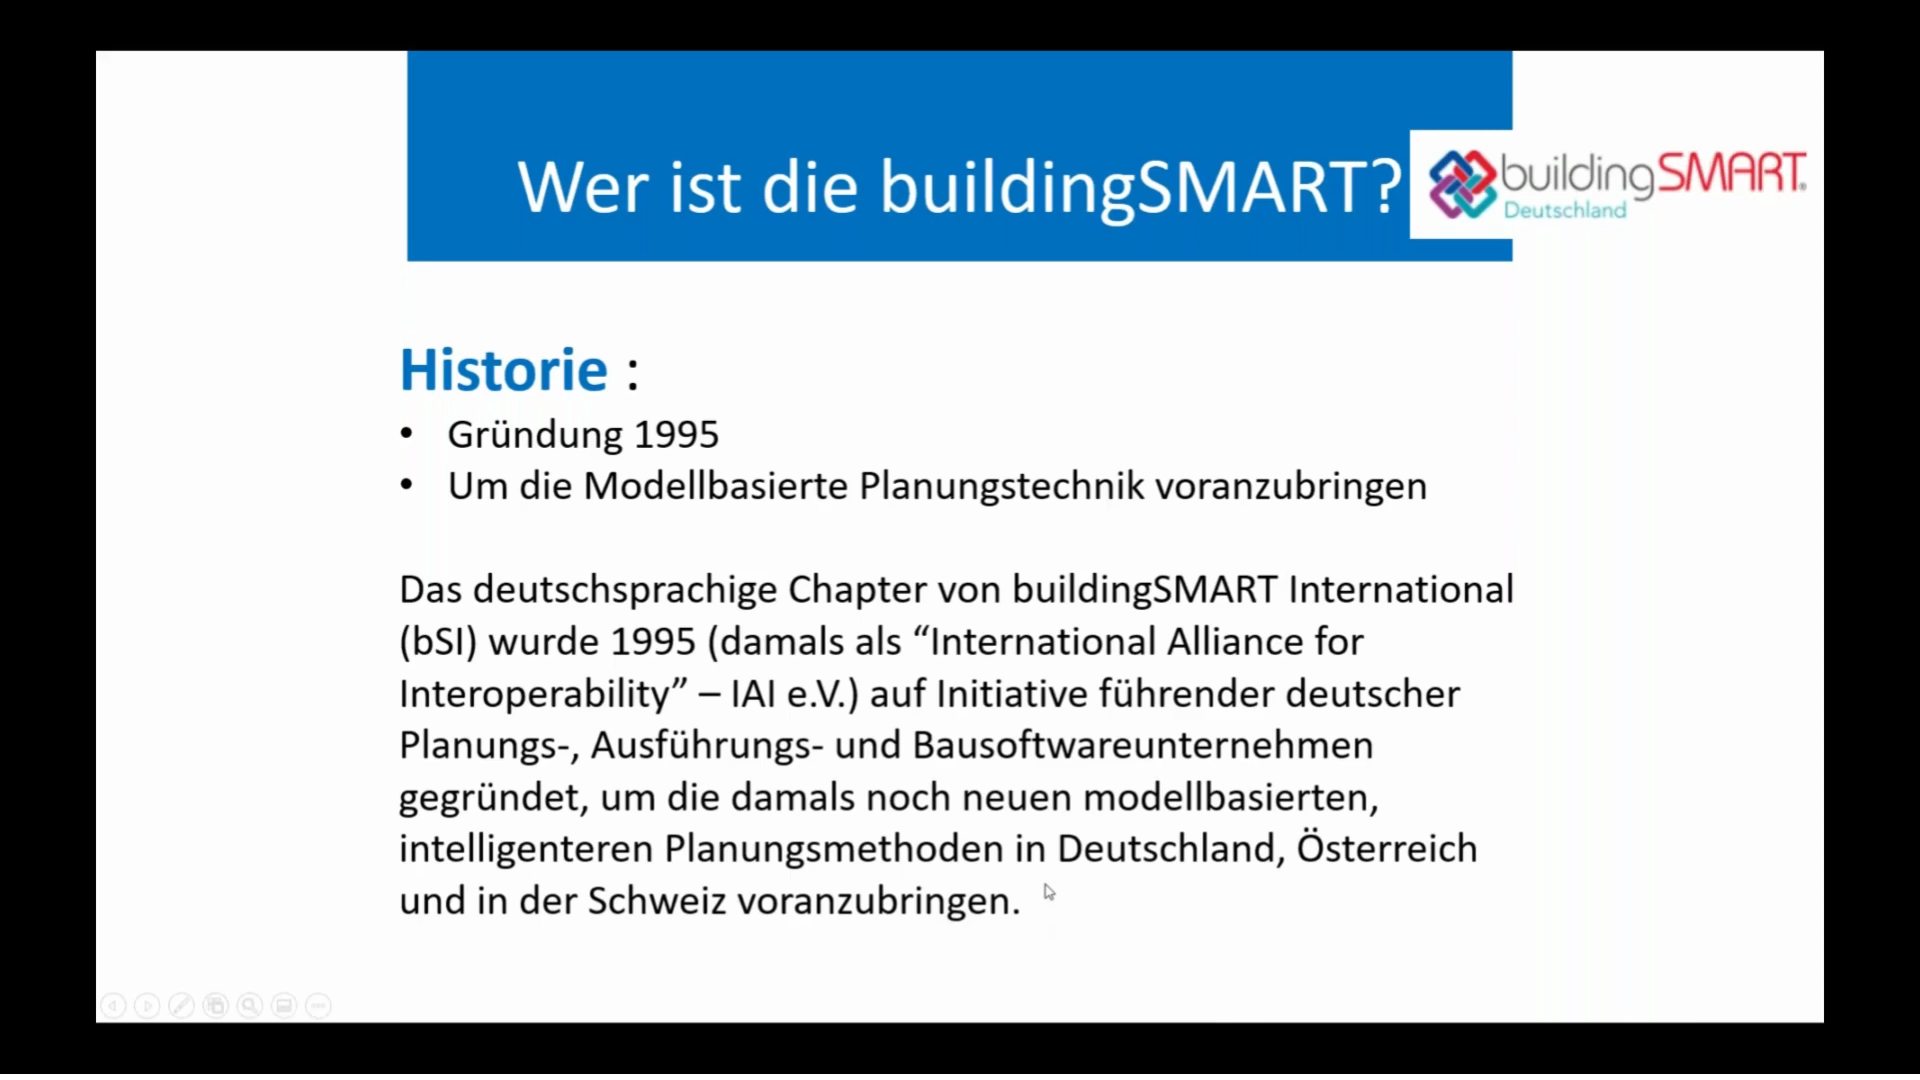 Wer ist die buildingSMART?
buildingSMART®
Deutschland
Historie :
• Gründung 1995
• Um die Modellbasierte Planungstechnik voranzubringen
Das deutschsprachige Chapter von buildingSMART International
(bSI) wurde 1995 (damals als “International Alliance for
Interoperability” – IAI e.V.) auf Initiative führender deutscher
Planungs-, Ausführungs- und Bausoftwareunternehmen
gegründet, um die damals noch neuen modellbasierten,
intelligenteren Planungsmethoden in Deutschland, Österreich
und in der Schweiz voranzubringen.